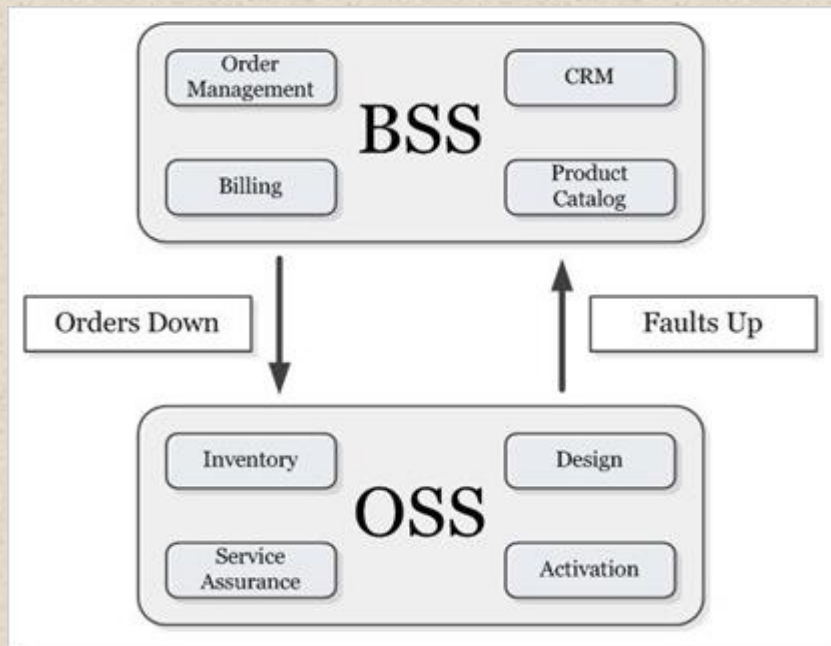 Order
Management
CRM
BSS
Billing
Product
Catalog
Orders Down
Faults Up
Inventory
Design
OSS
Service
Assurance
Activation